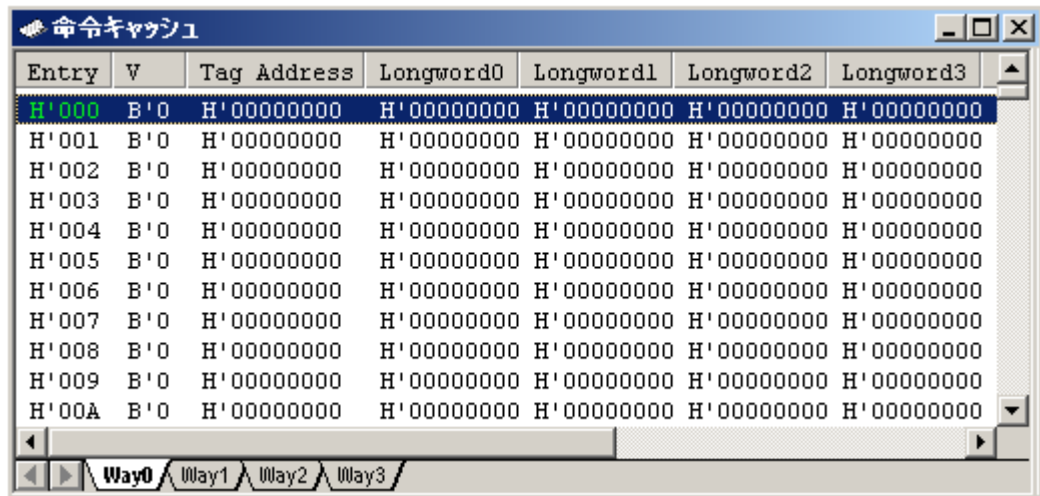 命令キャッシュ
Entry V Tag Address Longword0 Longword1 Longword2 Longword3
H'000 B'0 H'00000000 H'00000000 H'00000000 H'00000000 H'00000000
H'001 B'0 H'00000000 H'00000000 H'00000000 H'00000000 H'00000000
H'002 B'0 H'00000000 H'00000000 H'00000000 H'00000000 H'00000000
H'003 B'0 H'00000000 H'00000000 H'00000000 H'00000000 H'00000000
H'004 B'0 H'00000000 H'00000000 H'00000000 H'00000000 H'00000000
H'005 B'0 H'00000000 H'00000000 H'00000000 H'00000000 H'00000000
H'006 B'0 H'00000000 H'00000000 H'00000000 H'00000000 H'00000000
H'007 B'0 H'00000000 H'00000000 H'00000000 H'00000000 H'00000000
H'008 B'0 H'00000000 H'00000000 H'00000000 H'00000000 H'00000000
H'009 B'0 H'00000000 H'00000000 H'00000000 H'00000000 H'00000000
H'00A B'0 H'00000000 H'00000000 H'00000000 H'00000000 H'00000000
Way0 Way1 Way2 Way3